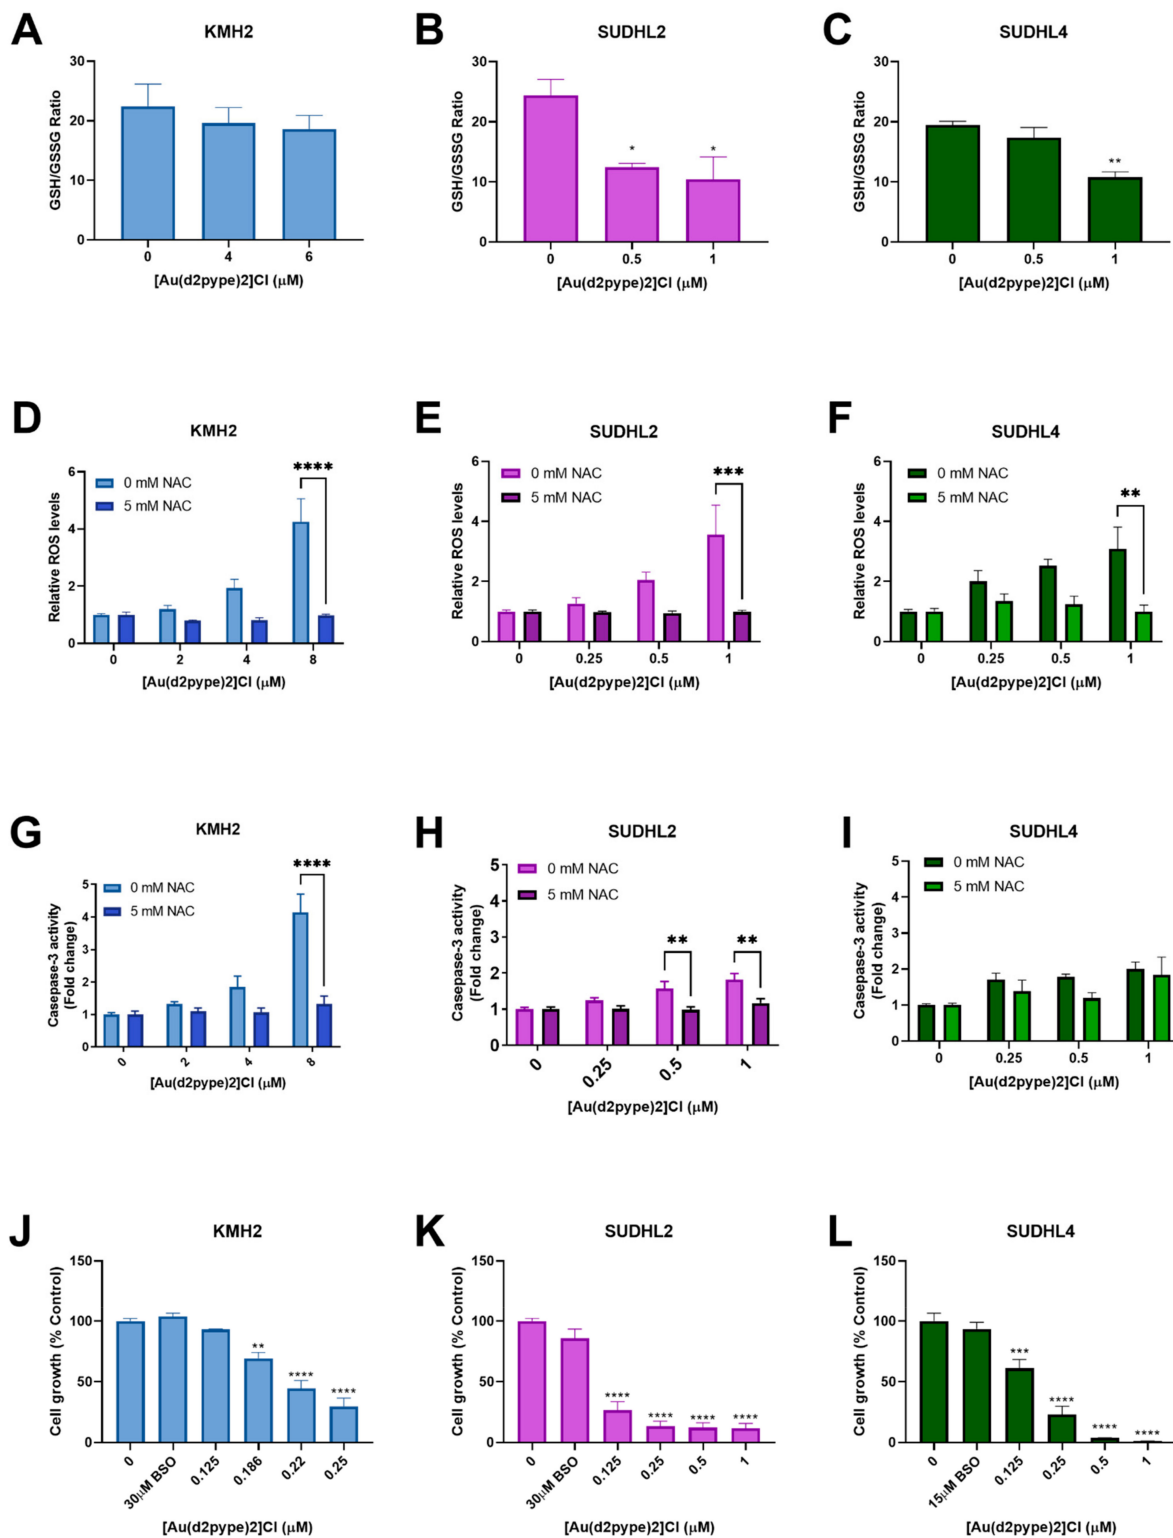 A
KMH2
GSH/GSSG Ratio
30
20
10
0
0
4
6
[Au(d2pype)2]Cl (μM)
B
SUDHL2
GSH/GSSG Ratio
30
20
10
0
*
*
0
0.5
1
[Au(d2pype)2]Cl (μM)
C
SUDHL4
GSH/GSSG Ratio
30
20
10
0
**
0
0.5
1
[Au(d2pype)2]Cl (μM)
D
KMH2
Relative ROS levels
6
4
2
0
0 mM NAC
5 mM NAC
****
0
2
4
8
[Au(d2pype)2]Cl (μM)
E
SUDHL2
Relative ROS levels
6
4
2
0
0 mM NAC
5 mM NAC
***
0
0.25
0.5
1
[Au(d2pype)2]Cl (μM)
F
SUDHL4
Relative ROS levels
6
4
2
0
0 mM NAC
5 mM NAC
**
0
0.25
0.5
1
[Au(d2pype)2]Cl (μM)
G
KMH2
Casepase-3 activity
(Fold change)
5
4
3
2
1
0
0 mM NAC
5 mM NAC
****
0
2
4
8
[Au(d2pype)2]Cl (μM)
H
SUDHL2
Casepase-3 activity
(Fold change)
5
4
3
2
1
0
0 mM NAC
5 mM NAC
**
**
0
0.25
0.5
1
[Au(d2pype)2]Cl (μM)
I
SUDHL4
Casepase-3 activity
(Fold change)
5
4
3
2
1
0
0 mM NAC
5 mM NAC
0
0.25
0.5
1
[Au(d2pype)2]Cl (μM)
J
KMH2
Cell growth (% Control)
150
100
50
0
**
****
****
0
30μM BSO
0.125
0.186
0.22
0.25
[Au(d2pype)2]Cl (μM)
K
SUDHL2
Cell growth (% Control)
150
100
50
0
****
****
****
****
0
30μM BSO
0.125
0.25
0.5
1
[Au(d2pype)2]Cl (μM)
L
SUDHL4
Cell growth (% Control)
150
100
50
0
***
****
****
****
0
15μM BSO
0.125
0.25
0.5
1
[Au(d2pype)2]Cl (μM)